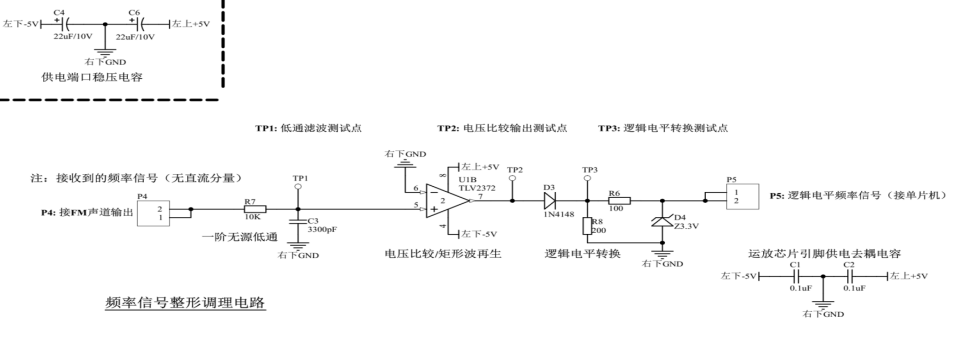 C4
C6
左下-5V
左上+5V
22uF/10V
22uF/10V
右下GND
供电端口稳压电容
TP1: 低通滤波测试点
TP2: 电压比较输出测试点
TP3: 逻辑电平转换测试点
右下GND
左上+5V
TP2
TP3
U1B
TLV2372
注：接收到的频率信号（无直流分量）
TP1
8
6
2
7
5
4
D3
1N4148
R6
100
P5
1
2
P5: 逻辑电平频率信号（接单片机）
P4
P4: 接FM声道输出
2
1
R7
10K
C3
3300pF
R8
200
D4
Z3.3V
一阶无源低通
右下GND
左下-5V
电压比较/矩形波再生
逻辑电平转换
右下GND
运放芯片引脚供电去耦电容
C1
C2
左下-5V
左上+5V
0.1uF
0.1uF
右下GND
频率信号整形调理电路